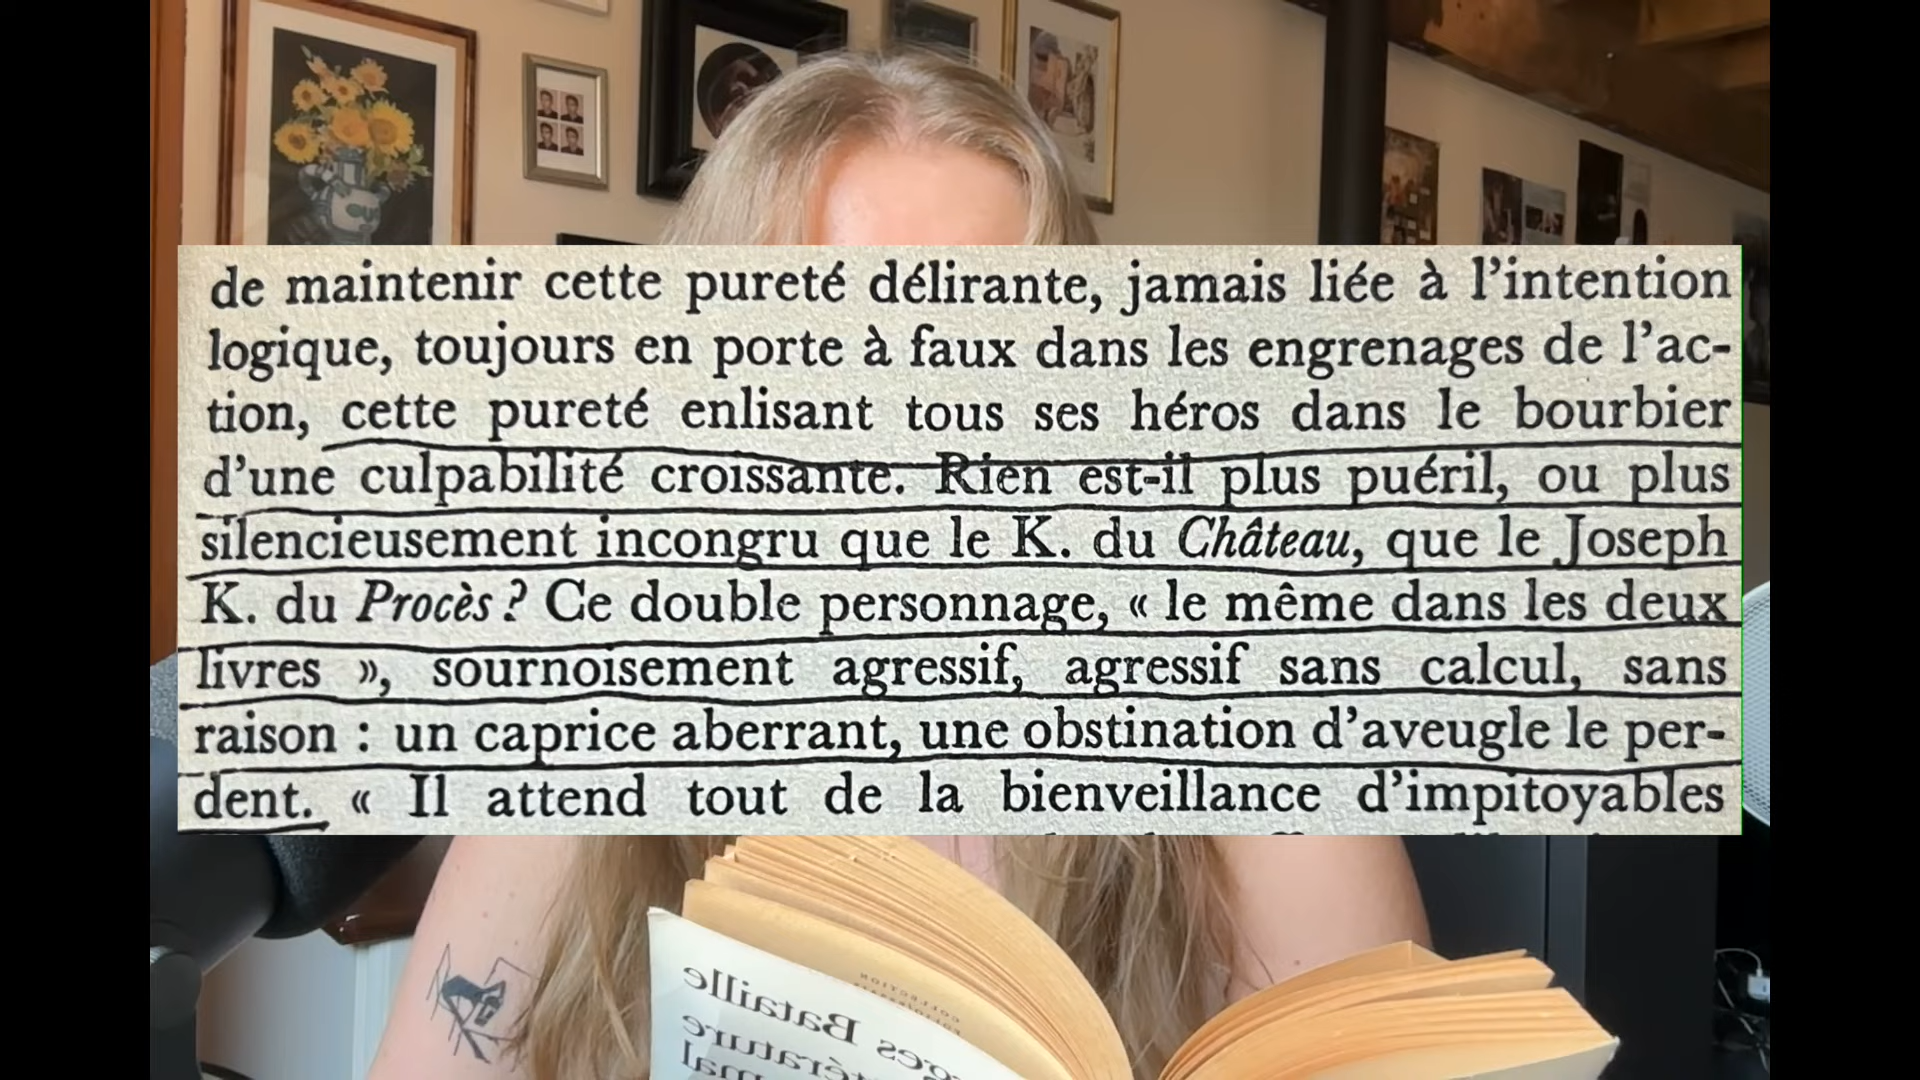 de maintenir cette pureté délirante, jamais liée à l’intention
logique, toujours en porte à faux dans les engrenages de l’ac-
tion, cette pureté enlisant tous ses héros dans le bourbier
d’une culpabilité croissante. Rien est-il plus puéril, ou plus
silencieusement incongru que le K. du Château, que le Joseph
K. du Procès ? Ce double personnage, « le même dans les deux
livres », sournoisement agressif, agressif sans calcul, sans
raison : un caprice aberrant, une obstination d’aveugle le per-
dent. « Il attend tout de la bienveillance d’impitoyables
COLLECTION
ges Bataille
térature
mal